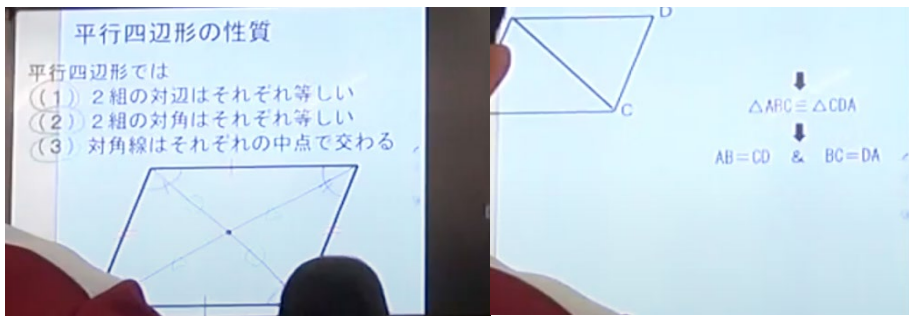 平行四辺形の性質
平行四辺形では
(1) 2組の対辺はそれぞれ等しい
(2) 2組の対角はそれぞれ等しい
(3) 対角線はそれぞれの中点で交わる
D
C
△ABC≡△CDA
AB=CD & BC=DA